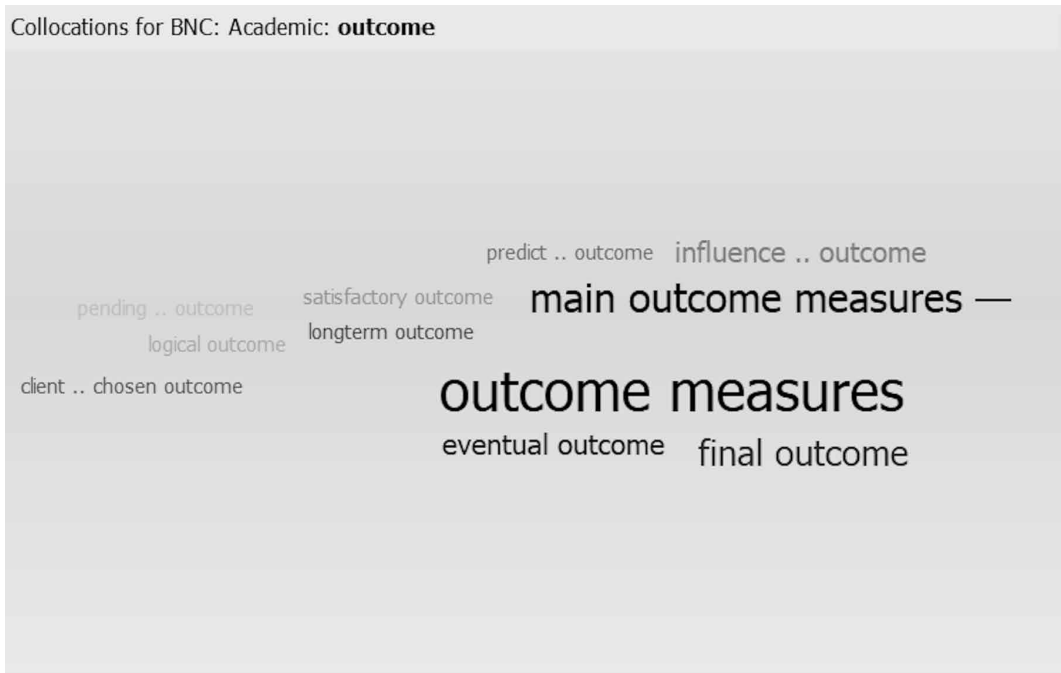 Collocations for BNC: Academic: outcome
predict .. outcome
influence .. outcome
satisfactory outcome
main outcome measures —
pending .. outcome
longterm outcome
logical outcome
client .. chosen outcome
outcome measures
eventual outcome
final outcome